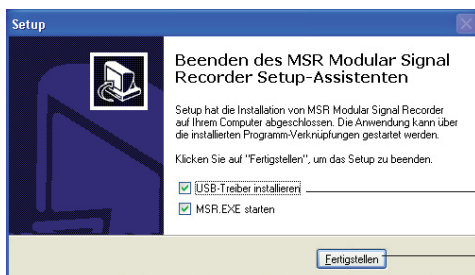 Setup
Beenden des MSR Modular Signal
Recorder Setup-Assistenten
Setup hat die Installation von MSR Modular Signal Recorder
auf Ihrem Computer abgeschlossen. Die Anwendung kann über
die installierten Programm-Verknüpfungen gestartet werden.
Klicken Sie auf "Fertigstellen", um das Setup zu beenden.
USB-Treiber installieren
MSR.EXE starten
Fertigstellen